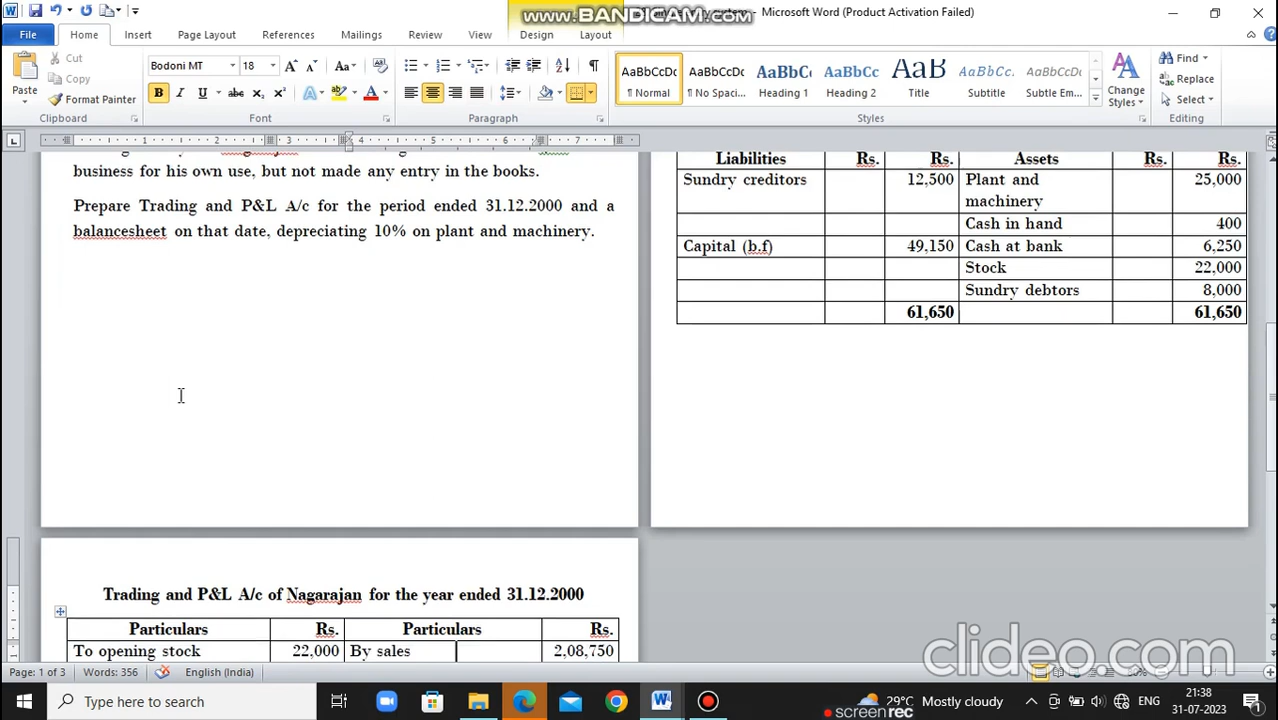 www.BANDICAM.com
- Microsoft Word (Product Activation Failed)
File Home Insert Page Layout References Mailings Review View Design Layout
Paste Cut Copy Format Painter
Bodoni MT 18
AaBbCcDc AaBbCcDc AaBbC AaBbCc AaB AaBbCc. AaBbCcDc
¶ Normal ¶ No Spaci... Heading 1 Heading 2 Title Subtitle Subtle Em...
Change Styles
Find Replace Select
Clipboard Font Paragraph Styles Editing
business for his own use, but not made any entry in the books.
Prepare Trading and P&L A/c for the period ended 31.12.2000 and a
balancesheet on that date, depreciating 10% on plant and machinery.
Liabilities Rs. Rs. Assets Rs. Rs.
Sundry creditors 12,500 Plant and 25,000
machinery
Cash in hand 400
Capital (b.f) 49,150 Cash at bank 6,250
Stock 22,000
Sundry debtors 8,000
61,650 61,650
Trading and P&L A/c of Nagarajan for the year ended 31.12.2000
Particulars Rs. Particulars Rs.
To opening stock 22,000 By sales 2,08,750
clideo.com
Page: 1 of 3 Words: 356 English (India)
Type here to search
29°C Mostly cloudy ENG 21:38
31-07-2023
screenrec